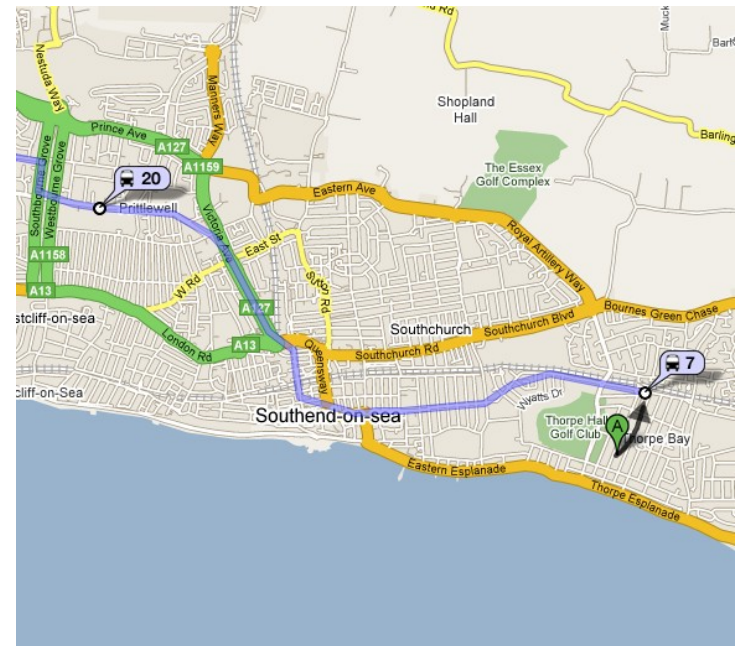 Nestuda Way
Manners Way
Muck
Shopland
Hall
Barling
Prince Ave
A127
A1159
The Essex
Golf Complex
20
Prittlewell
Southbourne Grove
Westbourne Grove
Eastern Ave
Royal Artillery Way
Victoria Ave
East St
A1158
A13
W Rd
Sutton Rd
A127
Bournes Green Chase
stcliff-on-sea
London Rd
A13
Queensway
Southchurch
Southchurch Blvd
Southchurch Rd
7
cliff-on-Sea
Wyatts Dr
Southend-on-sea
Thorpe Hall
Golf Club
A
Thorpe Bay
Eastern Esplanade
Thorpe Esplanade